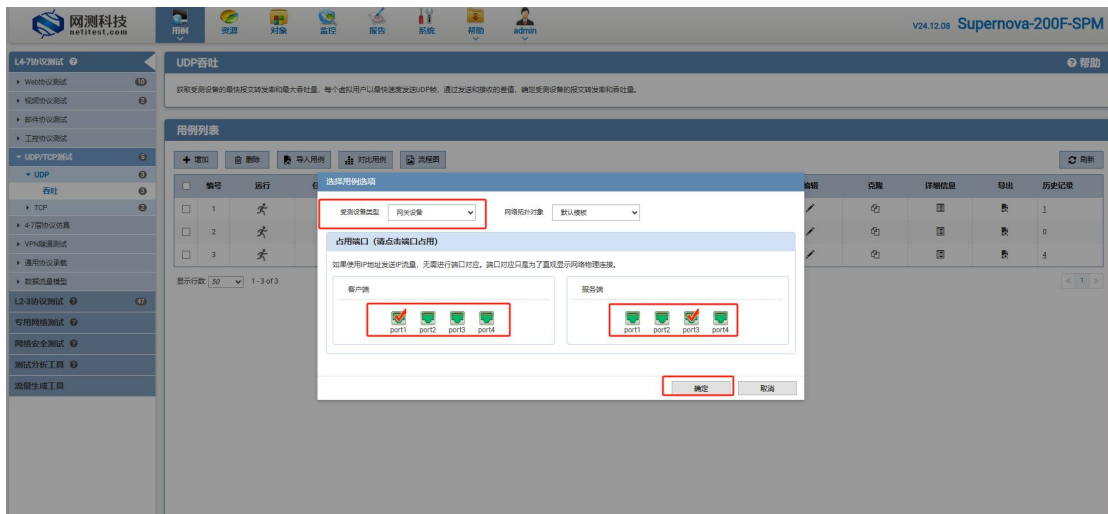 网测科技
netitest.com
用例
资源
对象
监控
报告
系统
帮助
admin
V24.12.08 Supernova-200F-SPM
L4-7协议测试
UDP吞吐
帮助
Web协议测试 10
获取受测设备的最快报文转发率和最大吞吐量，每个虚拟用户以最快速度发送UDP帧，通过发送和接收的差值，确定受测设备的报文转发率和吞吐量。
视频协议测试 2
邮件协议测试
工控协议测试
用例列表
UDP/TCP测试 5
增加 删除 导入用例 对比用例 流程图 刷新
UDP 3
吞吐 3
TCP 2
4-7层协议仿真
VPN隧道测试
通用协议承载
数据流量模型
L2-3协议测试 47
专用网络测试
网络安全测试
测试分析工具
流量生成工具
编号 运行 编辑 克隆 详细信息 导出 历史记录
1 1
2 0
3 4
显示行数 50 1 - 3 of 3 < 1 >
选择用例选项
受测设备类型 网关设备 网络拓扑对象 默认模板
占用端口（请点击端口占用）
如果使用IP地址发送IP流量，无需进行端口对应。端口对应只是为了直观显示网络物理连接。
客户端 服务端
port1 port2 port3 port4 port1 port2 port3 port4
确定 取消